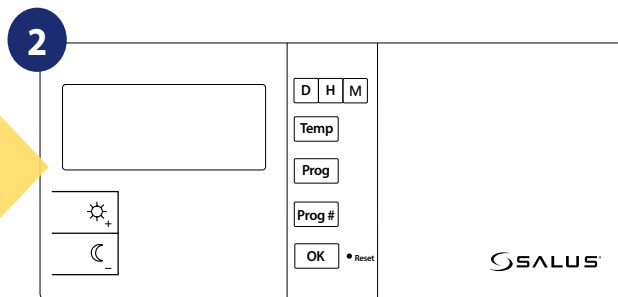 2
D H M
Temp
Prog
+
Prog #
−
OK
Reset
SALUS